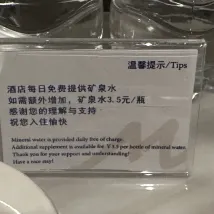 温馨提示/Tips
酒店每日免费提供矿泉水
如需额外增加，矿泉水3.5元/瓶
感谢您的理解与支持
祝您入住愉快
Mineral water is provided daily free of charge.
Additional supplement is available for ￥3.5 per bottle of mineral water.
Thank you for your support and understanding!
Have a nice stay!